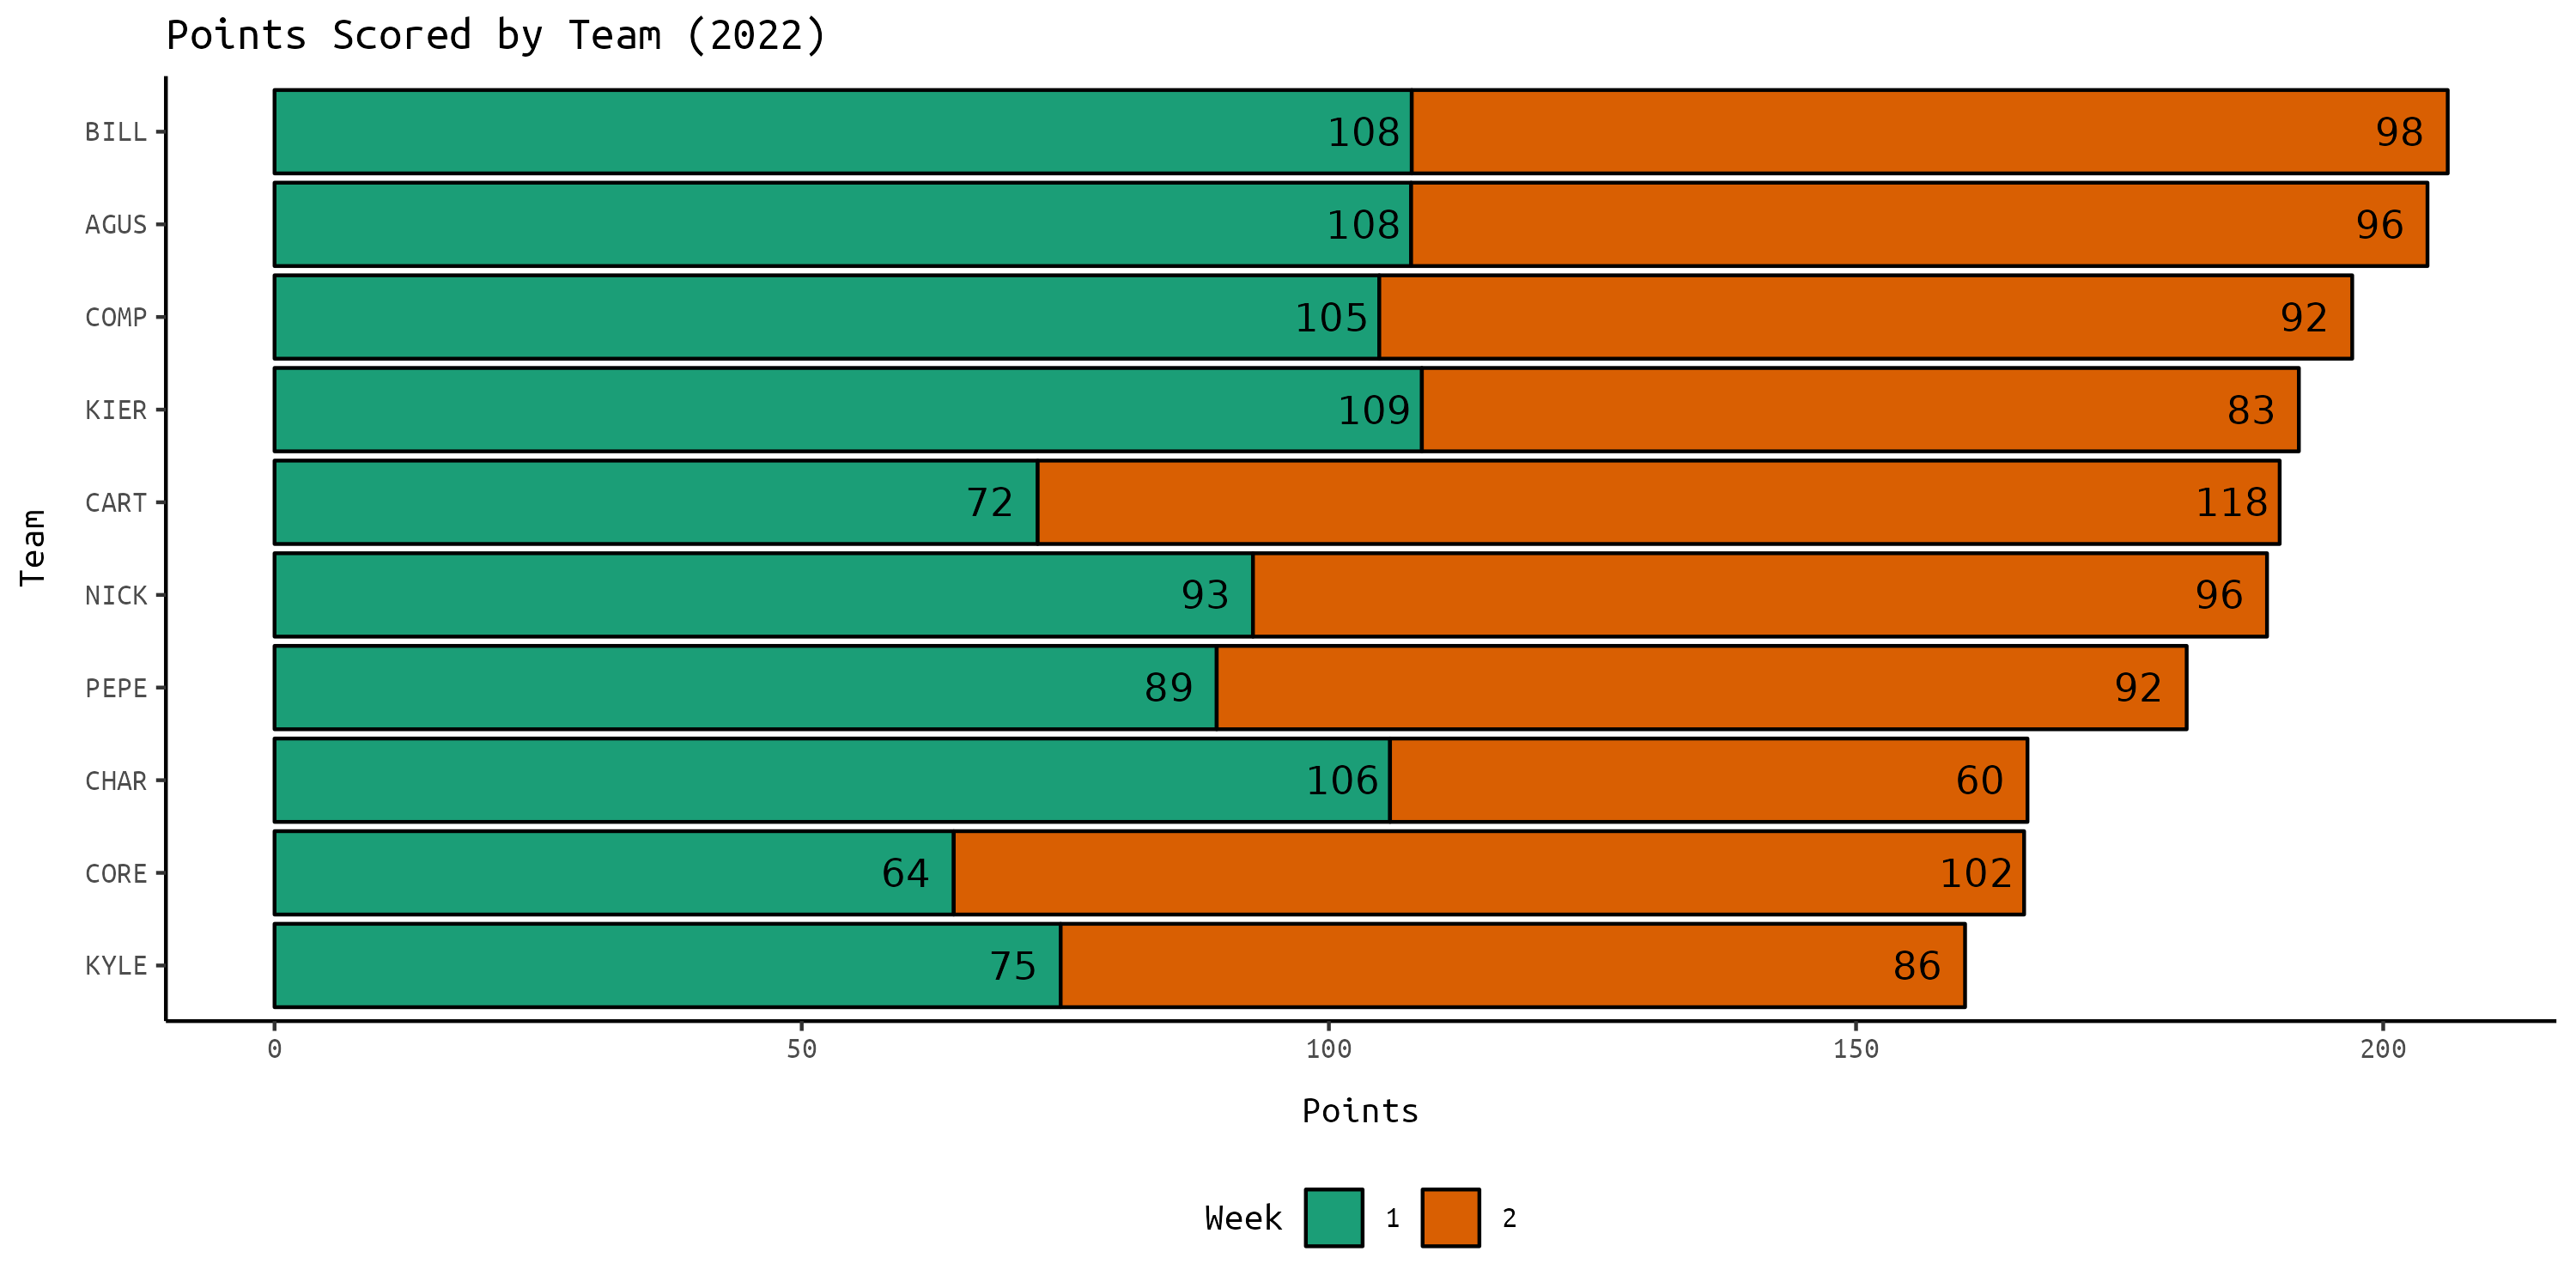 Points Scored by Team (2022)
Team
BILL 108 98
AGUS 108 96
COMP 105 92
KIER 109 83
CART 72 118
NICK 93 96
PEPE 89 92
CHAR 106 60
CORE 64 102
KYLE 75 86
0 50 100 150 200
Points
Week 1 2